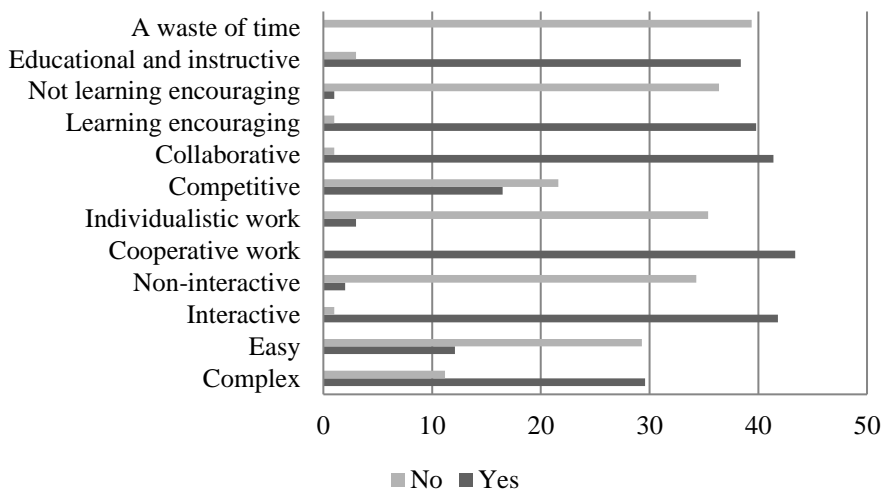 A waste of time
Educational and instructive
Not learning encouraging
Learning encouraging
Collaborative
Competitive
Individualistic work
Cooperative work
Non-interactive
Interactive
Easy
Complex
0 10 20 30 40 50
No Yes